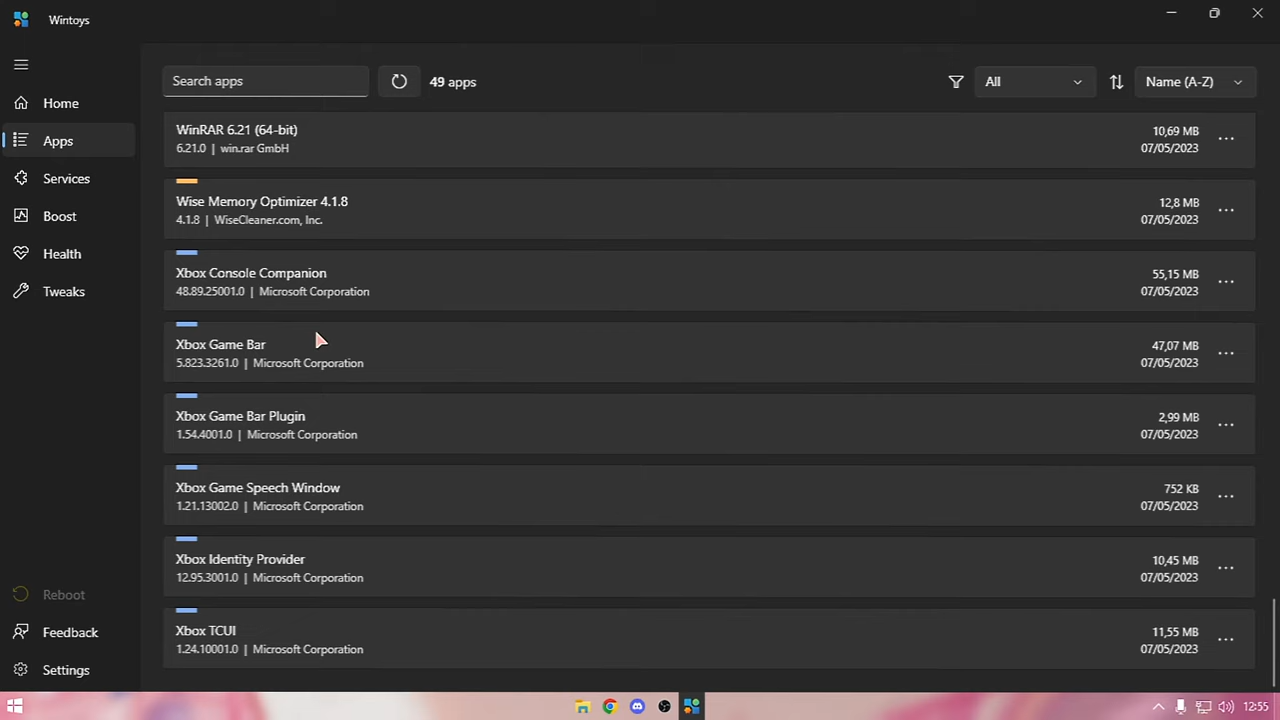 Wintoys
Search apps
49 apps
All
Name (A-Z)
Home
Apps
Services
Boost
Health
Tweaks
Reboot
Feedback
Settings
WinRAR 6.21 (64-bit)
6.21.0 | win.rar GmbH
10,69 MB
07/05/2023
Wise Memory Optimizer 4.1.8
4.1.8 | WiseCleaner.com, Inc.
12,8 MB
07/05/2023
Xbox Console Companion
48.89.25001.0 | Microsoft Corporation
55,15 MB
07/05/2023
Xbox Game Bar
5.823.3261.0 | Microsoft Corporation
47,07 MB
07/05/2023
Xbox Game Bar Plugin
1.54.4001.0 | Microsoft Corporation
2,99 MB
07/05/2023
Xbox Game Speech Window
1.21.13002.0 | Microsoft Corporation
752 KB
07/05/2023
Xbox Identity Provider
12.95.3001.0 | Microsoft Corporation
10,45 MB
07/05/2023
Xbox TCUI
1.24.10001.0 | Microsoft Corporation
11,55 MB
07/05/2023
12:55